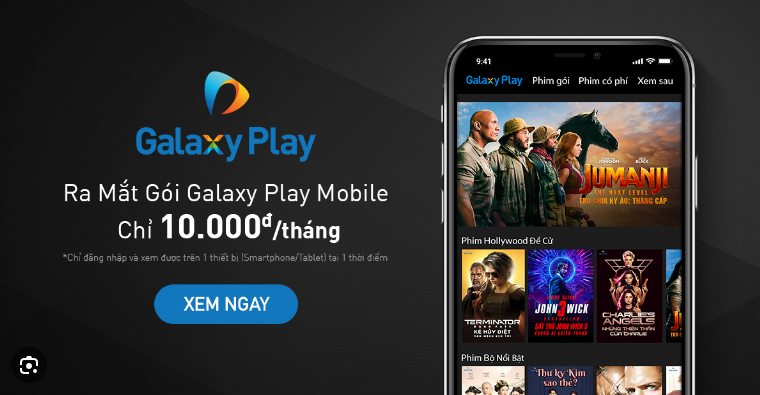 Galaxy Play
Ra Mắt Gói Galaxy Play Mobile
Chỉ 10.000đ/tháng
*Chỉ đăng nhập và xem được trên 1 thiết bị (Smartphone/Tablet) tại 1 thời điểm
XEM NGAY
9:41
Galaxy Play Phim gói Phim có phí Xem sau
JOHNSON BLACK
JUMANJI
THE NEXT LEVEL
TRÒ CHƠI KỲ ẢO: THĂNG CẤP
Phim Hollywood Đề Cử
TERMINATOR
DARK FATE
KẺ HỦY DIỆT
JOHN WICK
3
SÁT THỦ JOHN WICK 3
CHARLIE'S
ANGELS
NHỮNG THIÊN THẦN
CỦA CHARLIE
Phim Bộ Nổi Bật
Thư ký Kim
sao thế?